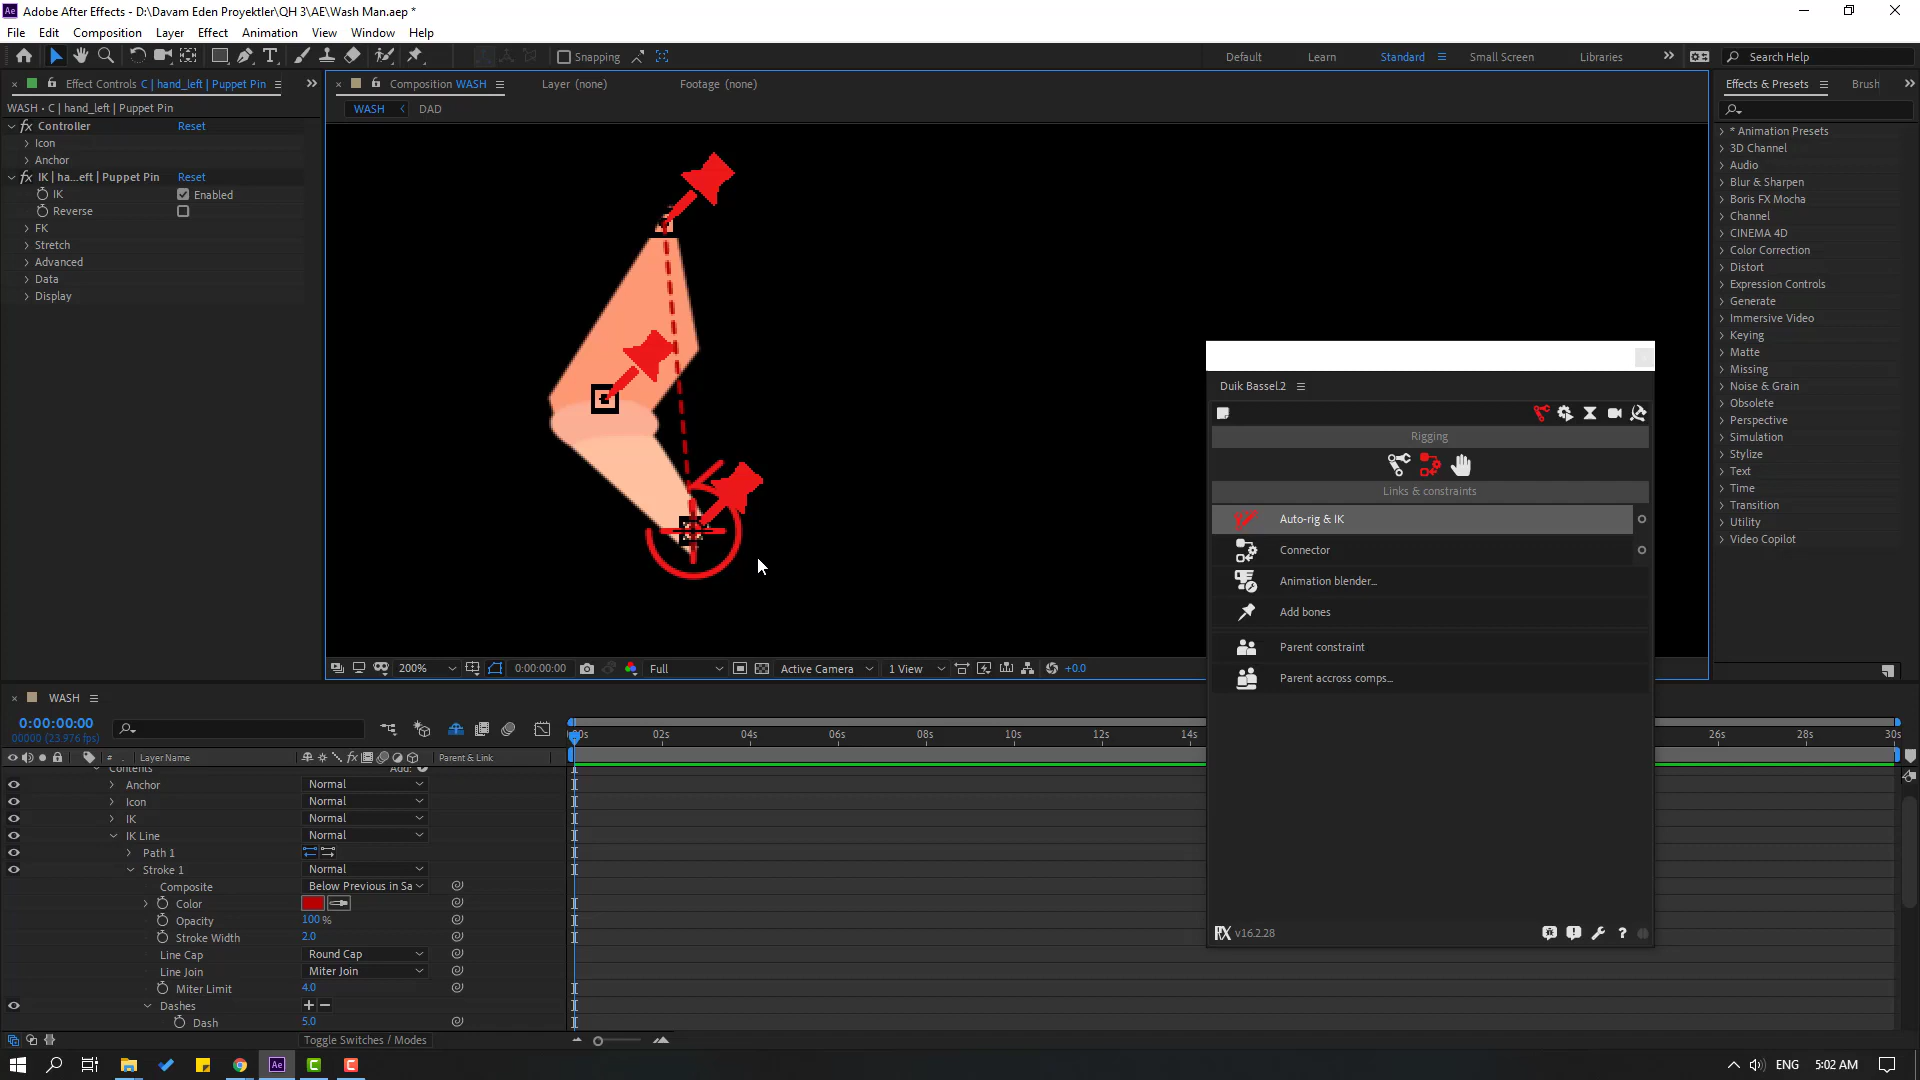 Adobe After Effects - D:\Davam Eden Proyektler\QH 3\AE\Wash Man.aep *
File Edit Composition Layer Effect Animation View Window Help
Snapping
Default Learn Standard Small Screen Libraries Search Help
Effect Controls C | hand_left | Puppet Pin
Composition WASH Layer (none) Footage (none)
Effects & Presets Brush
WASH • C | hand_left | Puppet Pin
WASH DAD
fx Controller Reset
Icon
Anchor
fx IK | ha...eft | Puppet Pin Reset
IK Enabled
Reverse
FK
Stretch
Advanced
Data
Display
* Animation Presets
3D Channel
Audio
Blur & Sharpen
Boris FX Mocha
Channel
CINEMA 4D
Color Correction
Distort
Expression Controls
Generate
Immersive Video
Keying
Matte
Missing
Noise & Grain
Obsolete
Perspective
Simulation
Stylize
Text
Time
Transition
Utility
Video Copilot
Duik Bassel.2
Rigging
Links & constraints
Auto-rig & IK
Connector
Animation blender...
Add bones
Parent constraint
Parent accross comps...
v16.2.28
200% 0:00:00:00 Full Active Camera 1 View +0.0
WASH
0:00:00:00
00000 (23.976 fps)
:00s 02s 04s 06s 08s 10s 12s 14s 26s 28s 30s
# Layer Name Parent & Link
Contents Add:
Anchor Normal
Icon Normal
IK Normal
IK Line Normal
Path 1
Stroke 1 Normal
Composite Below Previous in Sa
Color
Opacity 100 %
Stroke Width 2.0
Line Cap Round Cap
Line Join Miter Join
Miter Limit 4.0
Dashes + −
Dash 5.0
Toggle Switches / Modes
ENG 5:02 AM